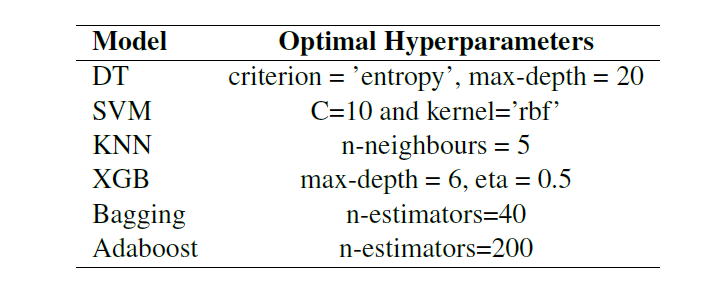 Model Optimal Hyperparameters
DT criterion = ’entropy’, max-depth = 20
SVM C=10 and kernel=’rbf’
KNN n-neighbours = 5
XGB max-depth = 6, eta = 0.5
Bagging n-estimators=40
Adaboost n-estimators=200